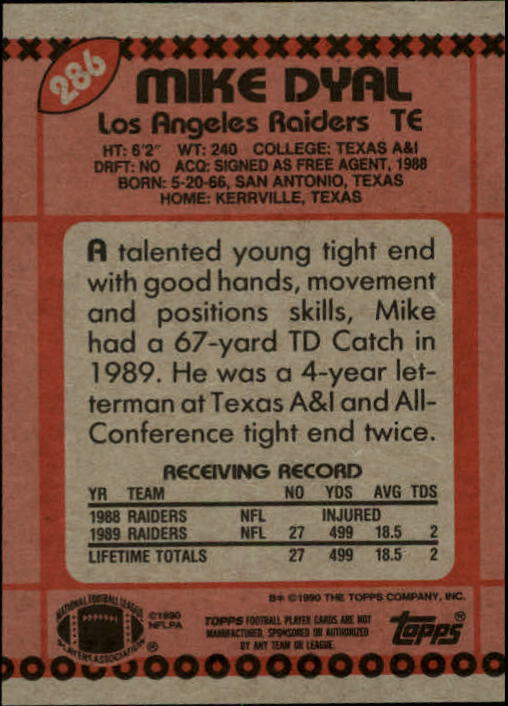 286
MIKE DYAL
Los Angeles Raiders TE
HT: 6'2" WT: 240 COLLEGE: TEXAS A&I
DRFT: NO ACQ: SIGNED AS FREE AGENT, 1988
BORN: 5-20-66, SAN ANTONIO, TEXAS
HOME: KERRVILLE, TEXAS
A talented young tight end
with good hands, movement
and positions skills, Mike
had a 67-yard TD Catch in
1989. He was a 4-year let-
terman at Texas A&I and All-
Conference tight end twice.
RECEIVING RECORD
YR TEAM NO YDS AVG TDS
1988 RAIDERS NFL INJURED
1989 RAIDERS NFL 27 499 18.5 2
LIFETIME TOTALS 27 499 18.5 2
B* ©1990 THE TOPPS COMPANY, INC.
NATIONAL FOOTBALL LEAGUE
PLAYERS ASSOCIATION ®
©1990
NFLPA
TOPPS FOOTBALL PLAYER CARDS ARE NOT
MANUFACTURED, SPONSORED OR AUTHORIZED
BY ANY TEAM OR LEAGUE.
topps®